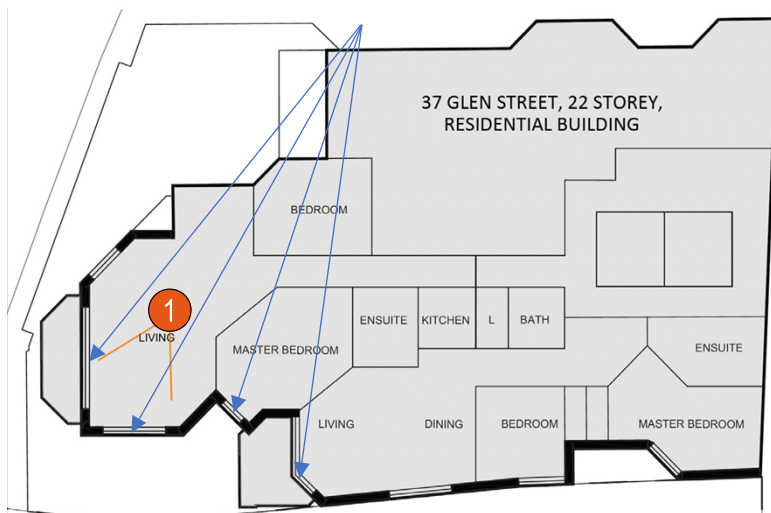 37 GLEN STREET, 22 STOREY,
RESIDENTIAL BUILDING
BEDROOM
1
LIVING
MASTER BEDROOM
ENSUITE
KITCHEN
L
BATH
ENSUITE
LIVING
DINING
BEDROOM
MASTER BEDROOM